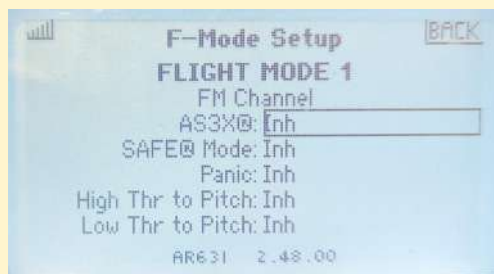 F-Mode Setup
BACK
FLIGHT MODE 1
FM Channel
AS3X®: Inh
SAFE® Mode: Inh
Panic: Inh
High Thr to Pitch: Inh
Low Thr to Pitch: Inh
AR631 2.48.00